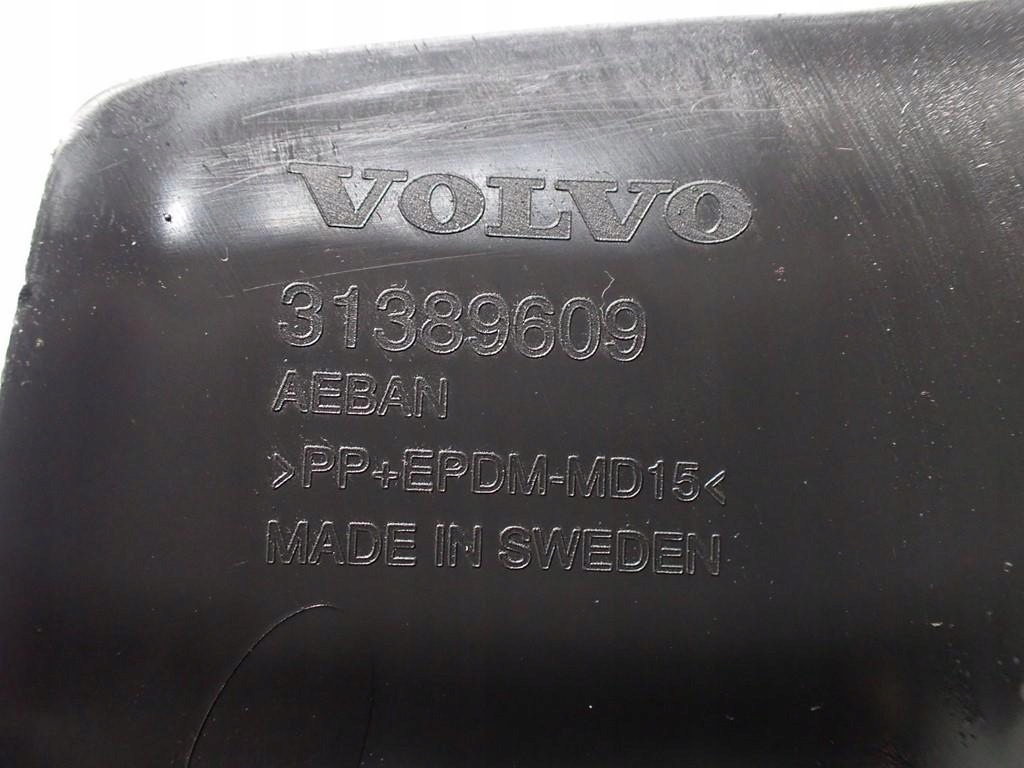 VOLVO
31389609
AEBAN
>PP+EPDM-MD15<
MADE IN SWEDEN